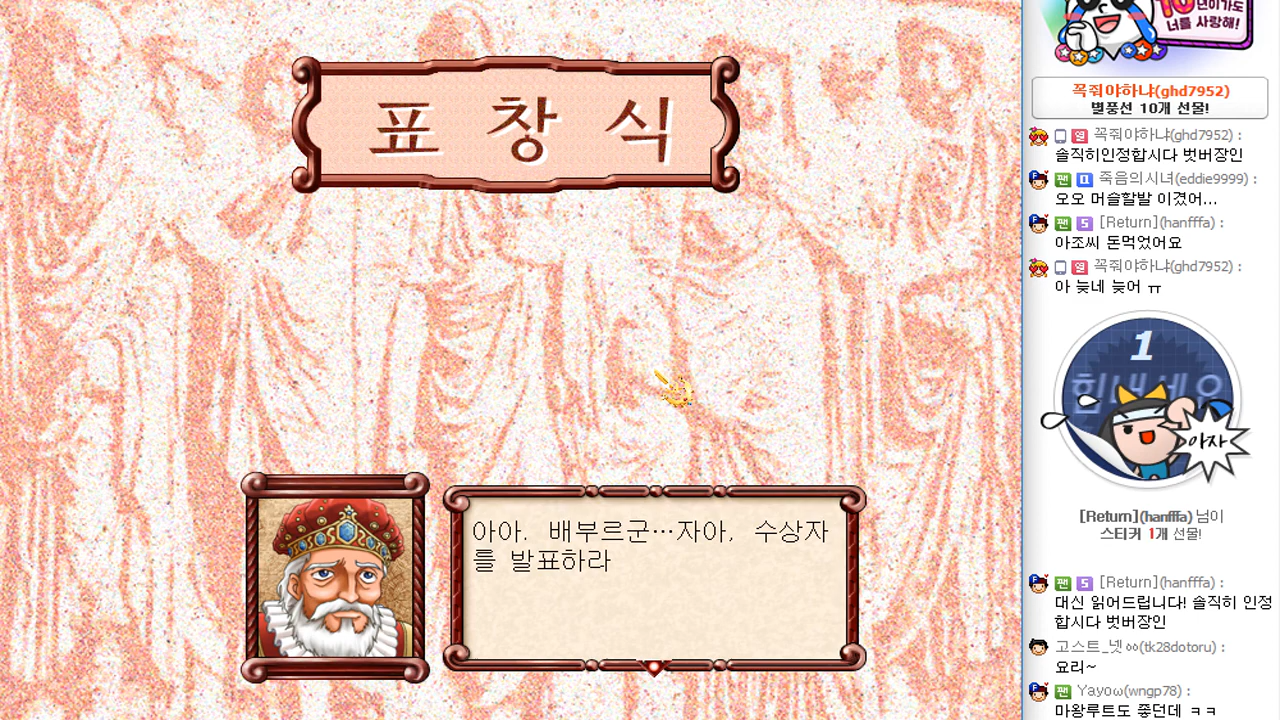 표창식
아아. 배부르군…자아, 수상자
를 발표하라
10년이가도
너를 사랑해!
꼭줘야하냐(ghd7952)
별풍선 10개 선물!
꼭줘야하냐(ghd7952) :
솔직히인정합시다 벗버장인
팬 죽음의시녀(eddie9999) :
오오 머슬할발 이겼어...
팬 S [Return](hanfffa) :
아조씨 돈먹었어요
꼭줘야하냐(ghd7952) :
아 늦네 늦어 ㅠ
1
힘내세요
아자
[Return](hanfffa) 님이
스티커 1개 선물!
팬 S [Return](hanfffa) :
대신 읽어드립니다! 솔직히 인정
합시다 벗버장인
고스트_넷∞(tk28dotoru) :
요리~
팬 Yayoω(wngp78) :
마왕루트도 좋던데 ㅋㅋ